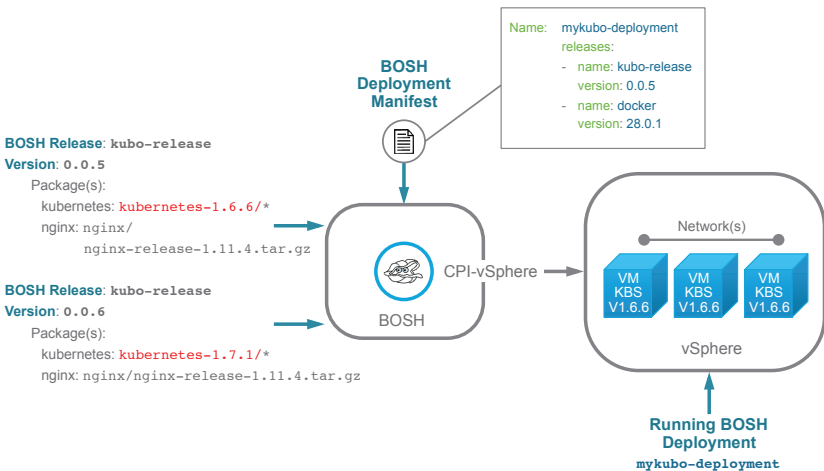 Name: mykubo-deployment
releases:
- name: kubo-release
version: 0.0.5
- name: docker
version: 28.0.1
BOSH
Deployment
Manifest
BOSH Release: kubo-release
Version: 0.0.5
Package(s):
kubernetes: kubernetes-1.6.6/*
nginx: nginx/
nginx-release-1.11.4.tar.gz
BOSH Release: kubo-release
Version: 0.0.6
Package(s):
kubernetes: kubernetes-1.7.1/*
nginx: nginx/nginx-release-1.11.4.tar.gz
BOSH
CPI-vSphere
Network(s)
VM
KBS
V1.6.6
VM
KBS
V1.6.6
VM
KBS
V1.6.6
vSphere
Running BOSH
Deployment
mykubo-deployment